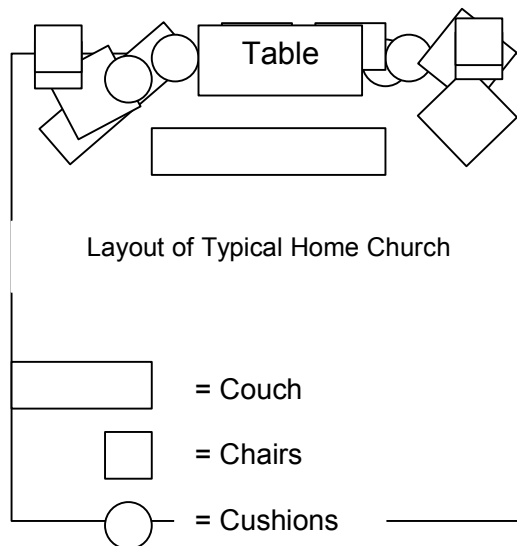 Table
Layout of Typical Home Church
= Couch
= Chairs
= Cushions